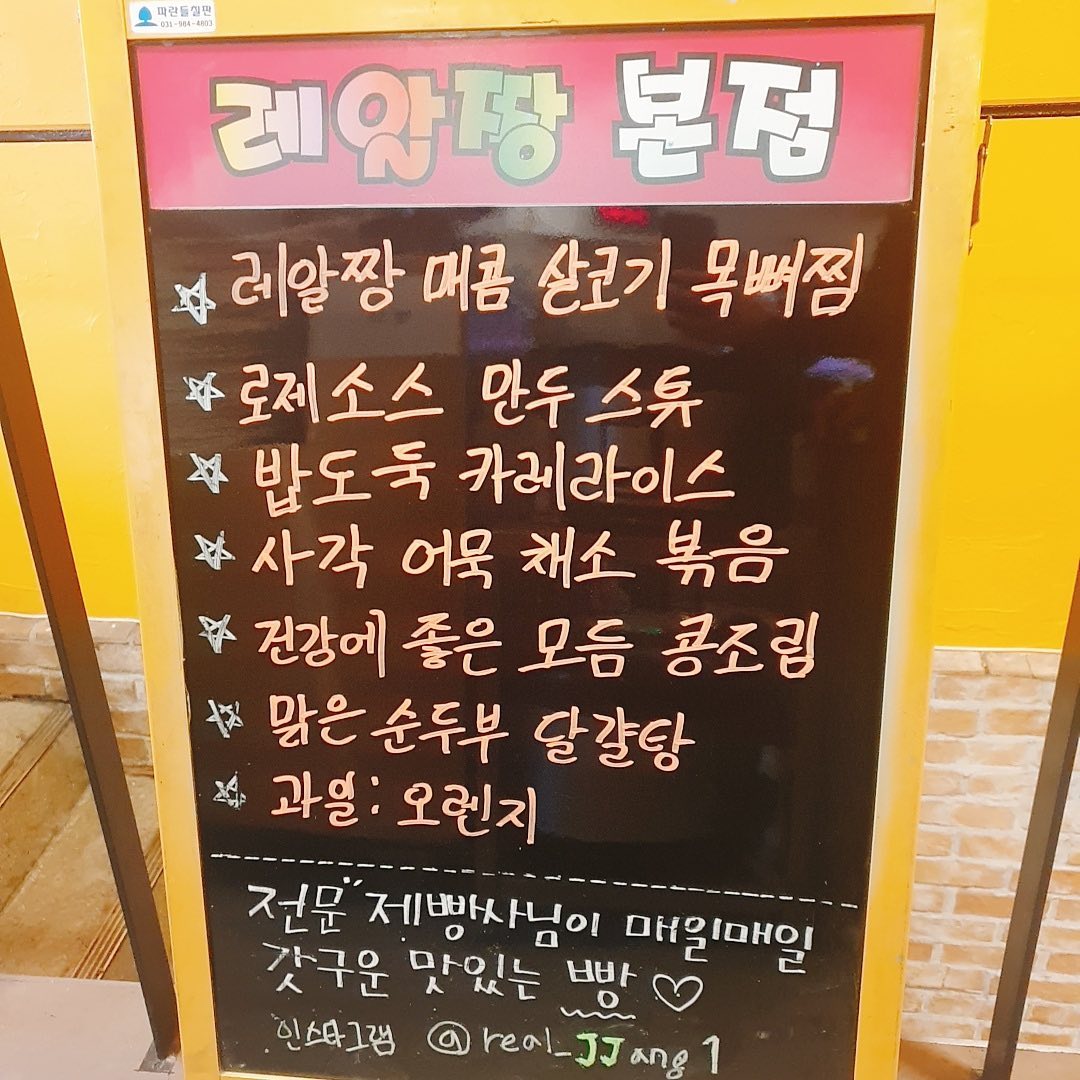 파란들실판
031-984-4803
레알짱 본점
레알짱 매콤 살코기 목뼈찜
로제소스 만두 스튜
밥도둑 카레라이스
사각 어묵 채소 볶음
건강에 좋은 모듬 콩조림
맑은 순두부 달걀탕
과일: 오렌지
전문" 제빵사님이 매일매일
갓구운 맛있는 빵 ♡
인스타그램 @real_JJang1